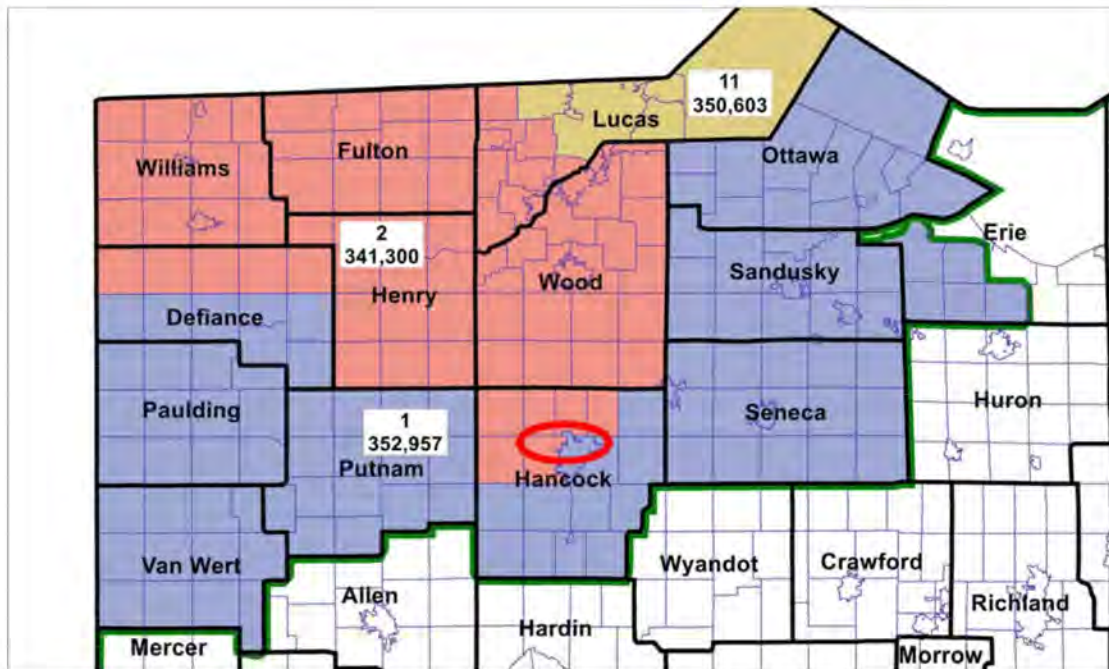 11
350,603
Lucas
Fulton
Williams
Ottawa
2
341,300
Erie
Sandusky
Wood
Henry
Defiance
Paulding
1
352,957
Putnam
Seneca
Huron
Hancock
Van Wert
Wyandot
Crawford
Allen
Richland
Hardin
Mercer
Morrow